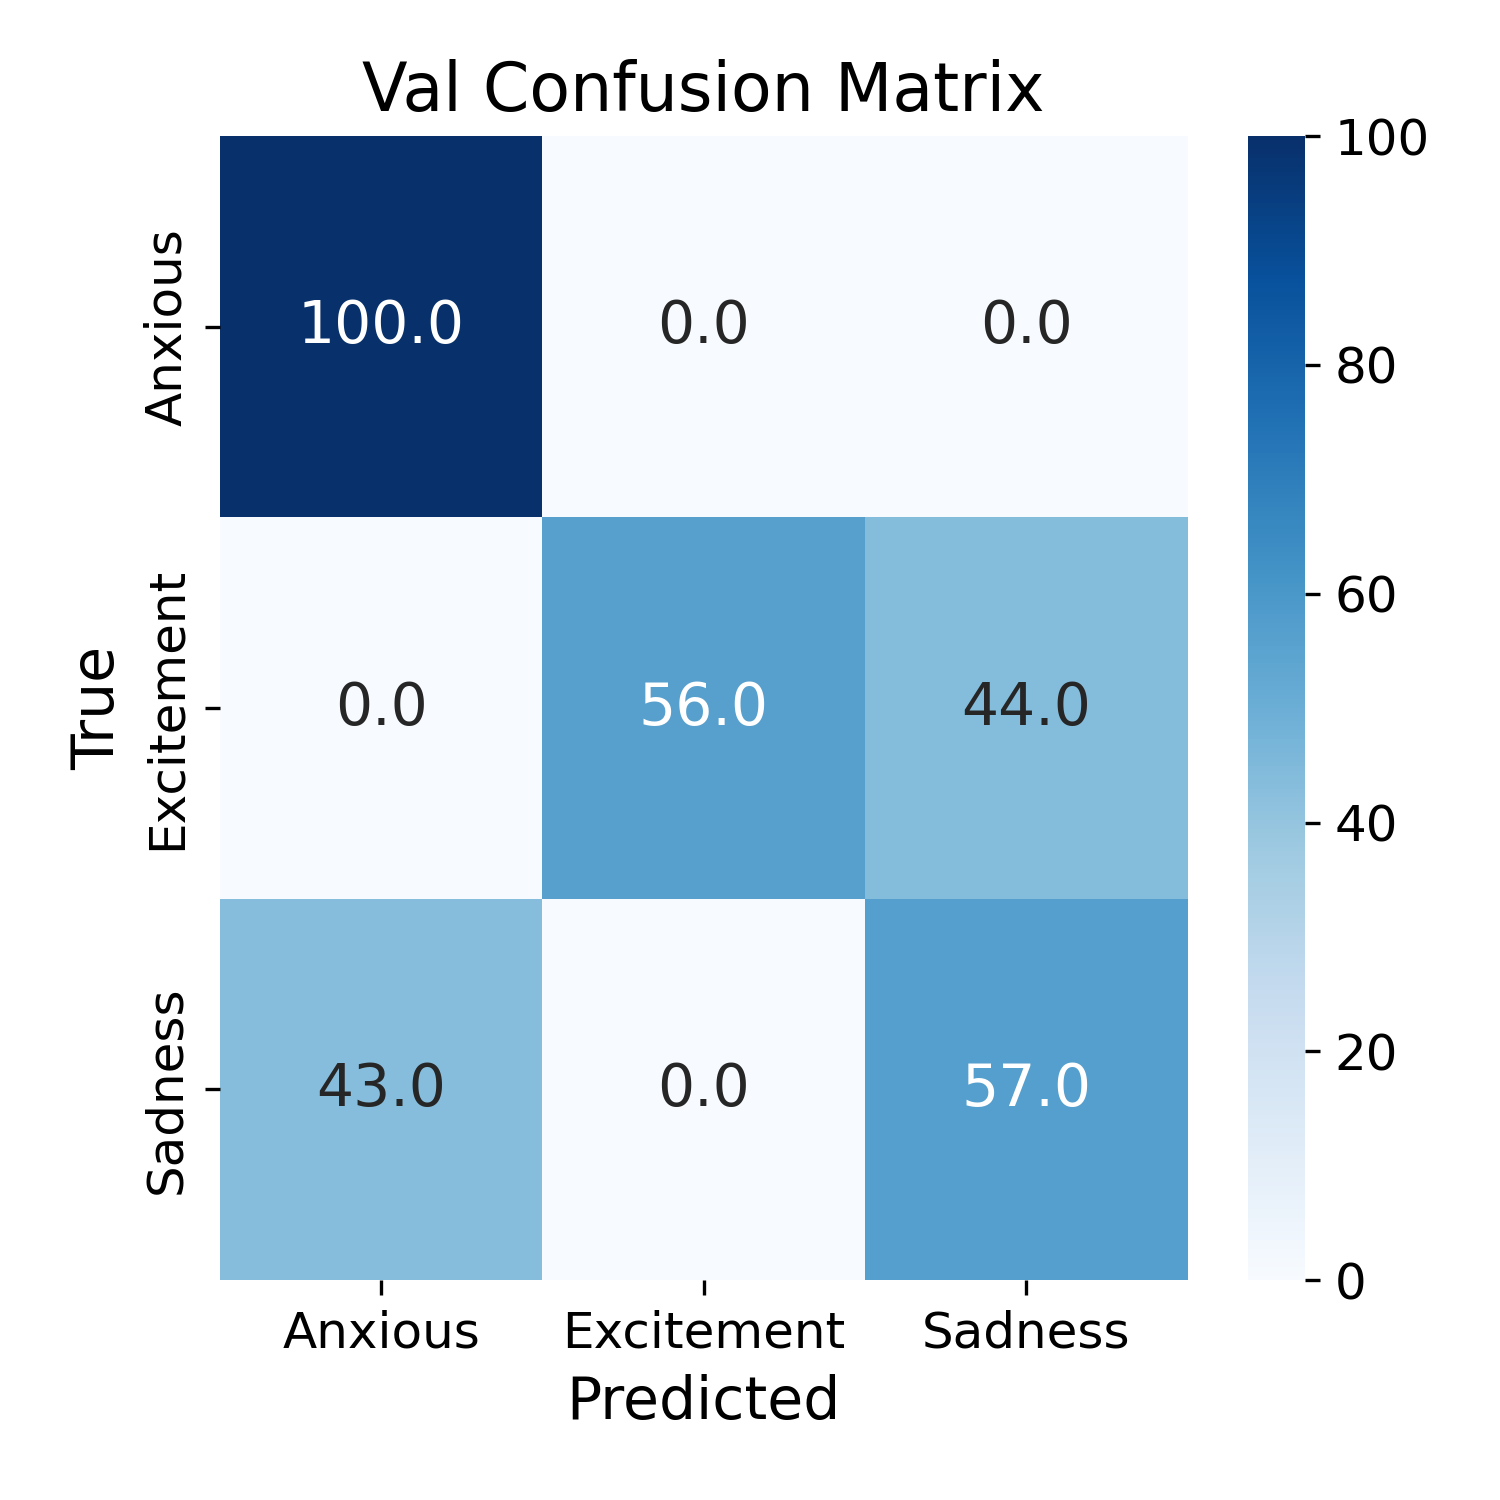 Val Confusion Matrix
True
Anxious
100.0 0.0 0.0
Excitement
0.0 56.0 44.0
Sadness
43.0 0.0 57.0
Anxious Excitement Sadness
Predicted
100
80
60
40
20
0